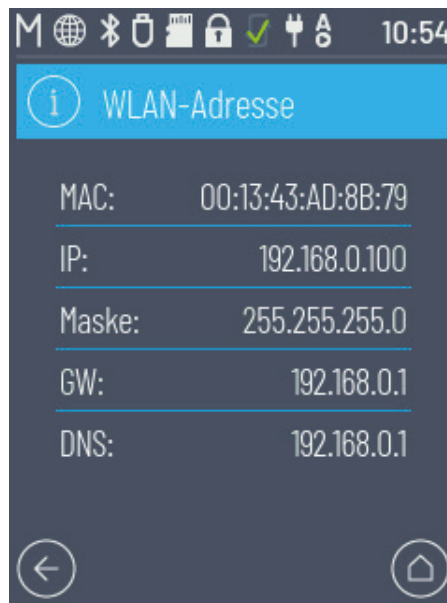 M A D 10:54
i WLAN-Adresse
MAC: 00:13:43:AD:8B:79
IP: 192.168.0.100
Maske: 255.255.255.0
GW: 192.168.0.1
DNS: 192.168.0.1